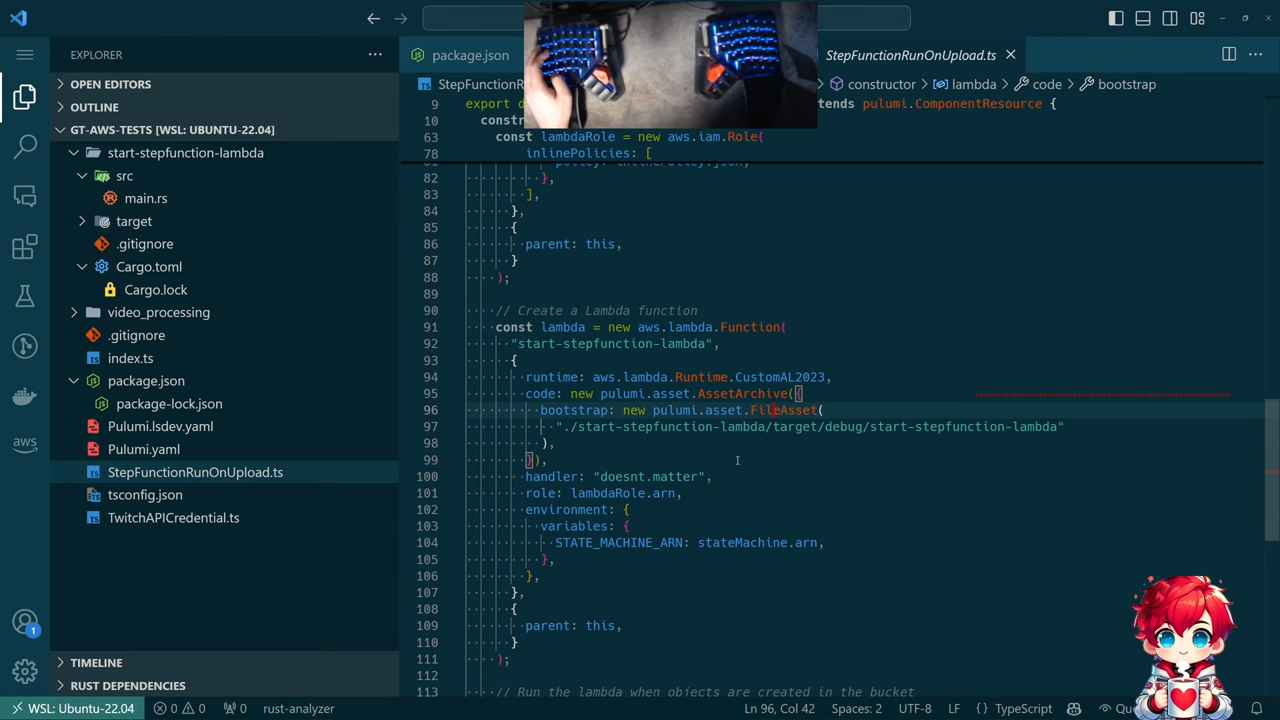 EXPLORER
OPEN EDITORS
OUTLINE
GT-AWS-TESTS [WSL: UBUNTU-22.04]
start-stepfunction-lambda
src
main.rs
target
.gitignore
Cargo.toml
Cargo.lock
video_processing
.gitignore
index.ts
package.json
package-lock.json
Pulumi.lsdev.yaml
Pulumi.yaml
StepFunctionRunOnUpload.ts
tsconfig.json
TwitchAPICredential.ts
TIMELINE
RUST DEPENDENCIES
package.json
StepFunctionRunOnUpload.ts
StepFunctionR
constructor
lambda
code
bootstrap
9 export d
tends pulumi.ComponentResource {
10 constr
63 const lambdaRole = new aws.iam.Role(
78 inlinePolicies: [
82 },
83 ],
84 },
85 {
86 parent: this,
87 }
88 );
89
90 // Create a Lambda function
91 const lambda = new aws.lambda.Function(
92 "start-stepfunction-lambda",
93 {
94 runtime: aws.lambda.Runtime.CustomAL2023,
95 code: new pulumi.asset.AssetArchive({
96 bootstrap: new pulumi.asset.FileAsset(
97 "./start-stepfunction-lambda/target/debug/start-stepfunction-lambda"
98 ),
99 }),
100 handler: "doesnt.matter",
101 role: lambdaRole.arn,
102 environment: {
103 variables: {
104 STATE_MACHINE_ARN: stateMachine.arn,
105 },
106 },
107 },
108 {
109 parent: this,
110 }
111 );
112
113 // Run the lambda when objects are created in the bucket
aws
1
WSL: Ubuntu-22.04
0
0
0
rust-analyzer
Ln 96, Col 42
Spaces: 2
UTF-8
LF
{} TypeScript
Qu